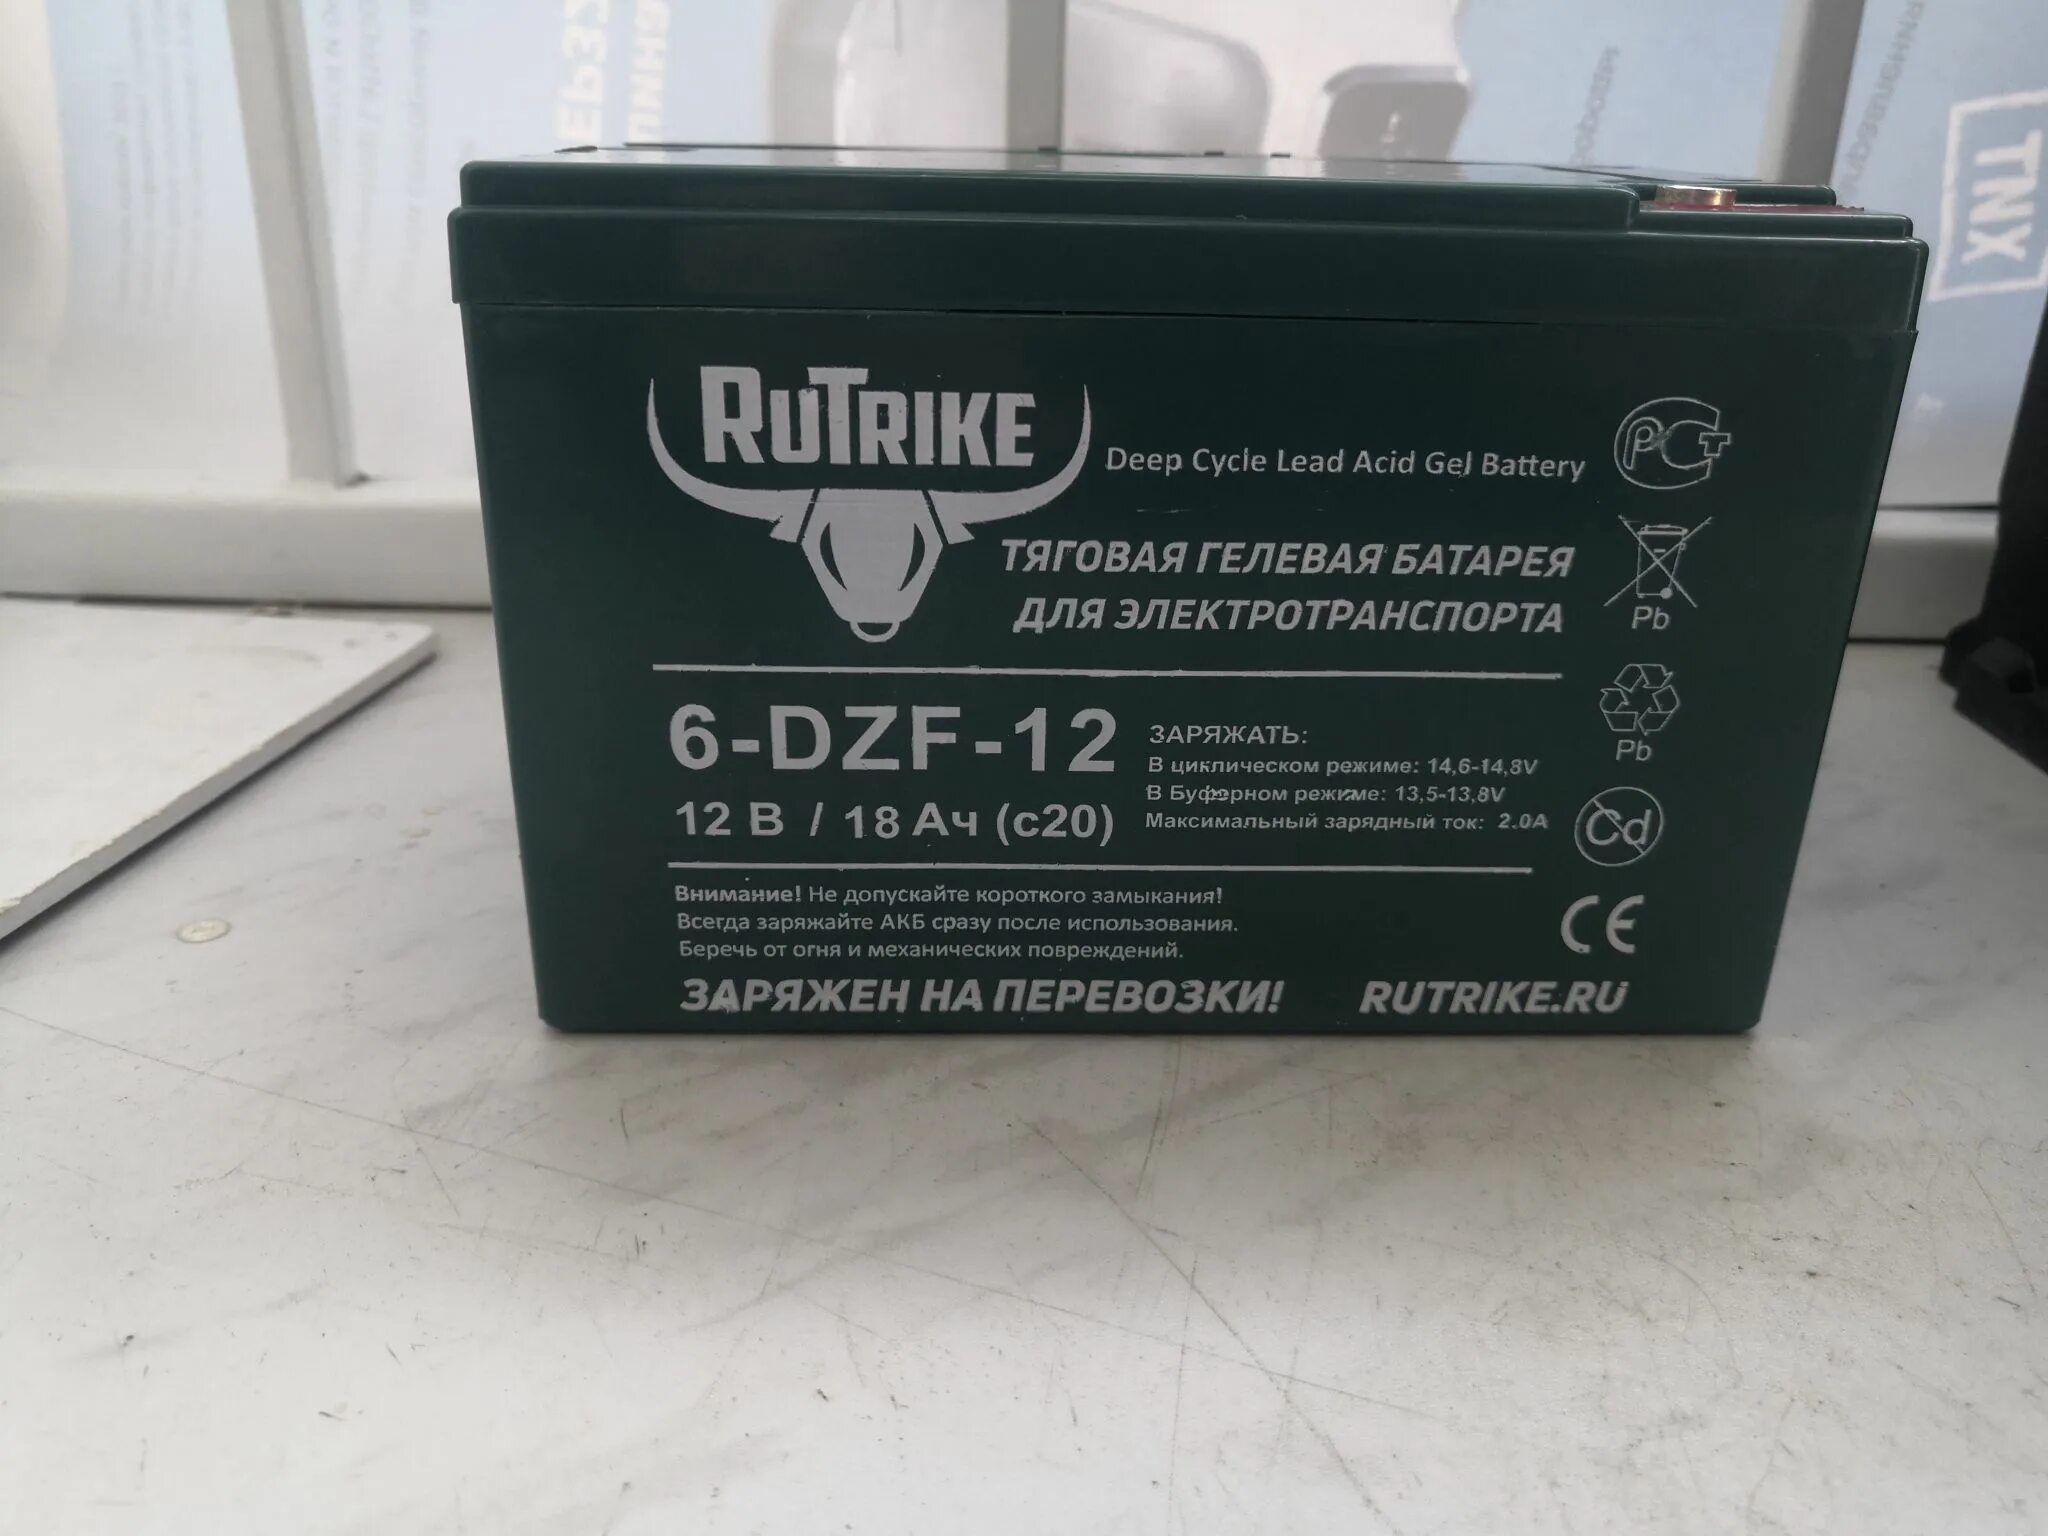 RUTRIKE
Deep Cycle Lead Acid Gel Battery
ТЯГОВАЯ ГЕЛЕВАЯ БАТАРЕЯ
ДЛЯ ЭЛЕКТРОТРАНСПОРТА
PCT
Pb
Pb
Cd
CE
6-DZF-12
12 В / 18 Ач (с20)
ЗАРЯЖАТЬ:
В циклическом режиме: 14,6-14,8V
В Буферном режиме: 13,5-13,8V
Максимальный зарядный ток: 2.0А
Внимание! Не допускайте короткого замыкания!
Всегда заряжайте АКБ сразу после использования.
Беречь от огня и механических повреждений.
ЗАРЯЖЕН НА ПЕРЕВОЗКИ!
RUTRIKE.RU
TNX